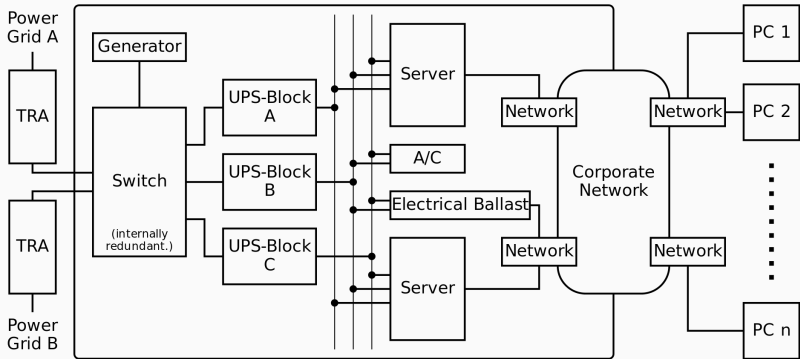 Power
Grid A
TRA
TRA
Power
Grid B
Generator
Switch
(internally
redundant.)
UPS-Block
A
UPS-Block
B
UPS-Block
C
Server
A/C
Electrical Ballast
Server
Network
Network
Corporate
Network
Network
Network
PC 1
PC 2
PC n